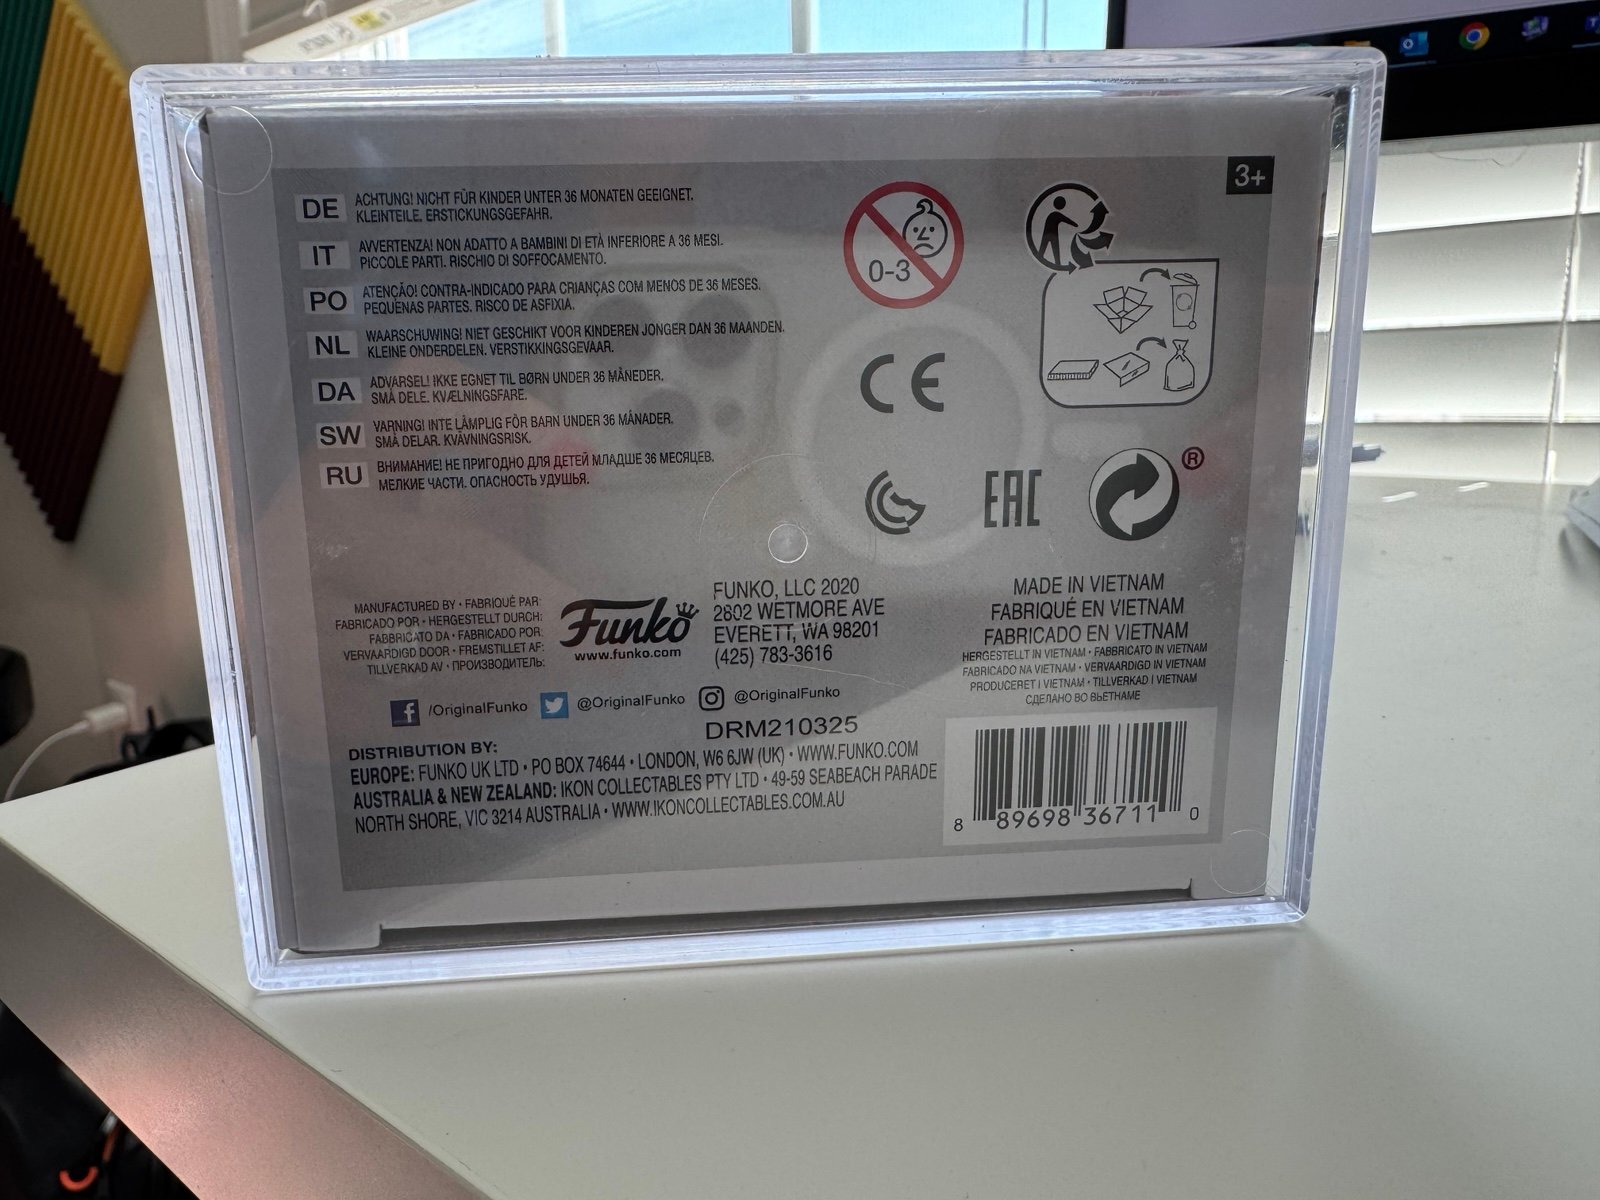 3+
DE ACHTUNG! NICHT FÜR KINDER UNTER 36 MONATEN GEEIGNET.
KLEINTEILE. ERSTICKUNGSGEFAHR.
IT AVVERTENZA! NON ADATTO A BAMBINI DI ETÀ INFERIORE A 36 MESI.
PICCOLE PARTI. RISCHIO DI SOFFOCAMENTO.
PO ATENÇÃO! CONTRA-INDICADO PARA CRIANÇAS COM MENOS DE 36 MESES.
PEQUENAS PARTES. RISCO DE ASFIXIA.
NL WAARSCHUWING! NIET GESCHIKT VOOR KINDEREN JONGER DAN 36 MAANDEN.
KLEINE ONDERDELEN. VERSTIKKINGSGEVAAR.
DA ADVARSEL! IKKE EGNET TIL BØRN UNDER 36 MÅNEDER.
SMÅ DELE. KVÆLNINGSFARE.
SW VARNING! INTE LÄMPLIG FÖR BARN UNDER 36 MÅNADER.
SMÅ DELAR. KVÄVNINGSRISK.
RU ВНИМАНИЕ! НЕ ПРИГОДНО ДЛЯ ДЕТЕЙ МЛАДШЕ 36 МЕСЯЦЕВ.
МЕЛКИЕ ЧАСТИ. ОПАСНОСТЬ УДУШЬЯ.
0-3
CE
EAC
®
MANUFACTURED BY • FABRIQUÉ PAR:
FABRICADO POR • HERGESTELLT DURCH:
FABBRICATO DA • FABRICADO POR:
VERVAARDIGD DOOR • FREMSTILLET AF:
TILLVERKAD AV • ПРОИЗВОДИТЕЛЬ:
Funko
www.funko.com
FUNKO, LLC 2020
2802 WETMORE AVE
EVERETT, WA 98201
(425) 783-3616
MADE IN VIETNAM
FABRIQUÉ EN VIETNAM
FABRICADO EN VIETNAM
HERGESTELLT IN VIETNAM • FABBRICATO IN VIETNAM
FABRICADO NA VIETNAM • VERVAARDIGD IN VIETNAM
PRODUCERET I VIETNAM • TILLVERKAD I VIETNAM
СДЕЛАНО ВО ВЬЕТНАМЕ
/OriginalFunko @OriginalFunko @OriginalFunko
DRM210325
DISTRIBUTION BY:
EUROPE: FUNKO UK LTD • PO BOX 74644 • LONDON, W6 6JW (UK) • WWW.FUNKO.COM
AUSTRALIA & NEW ZEALAND: IKON COLLECTABLES PTY LTD • 49-59 SEABEACH PARADE
NORTH SHORE, VIC 3214 AUSTRALIA • WWW.IKONCOLLECTABLES.COM.AU
8 89698 36711 0